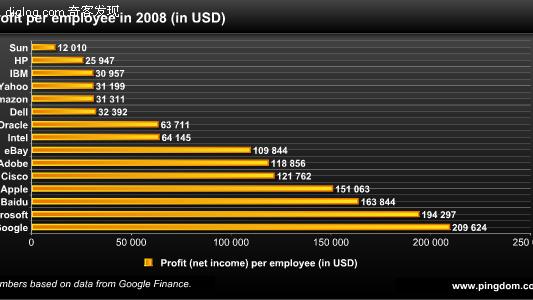 diglog.com 奇客发现
ofit per employee in 2008 (in USD)
Sun 12 010
HP 25 947
IBM 30 957
Yahoo 31 199
mazon 31 311
Dell 32 392
Oracle 63 711
Intel 64 145
eBay 109 844
Adobe 118 856
Cisco 121 762
Apple 151 063
Baidu 163 844
rosoft 194 297
Google 209 624
0 50 000 100 000 150 000 200 000 250
Profit (net income) per employee (in USD)
mbers based on data from Google Finance.
www.pingdom.co